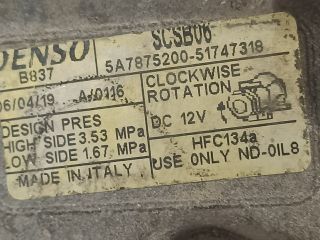 DENSO SCSB06
B837 5A7875200-51747318
06/04/19 A/0116
CLOCKWISE
ROTATION
DC 12V
DESIGN PRES
HIGH SIDE 3.53 MPa
LOW SIDE 1.67 MPa
HFC134a
USE ONLY ND-OIL8
MADE IN ITALY